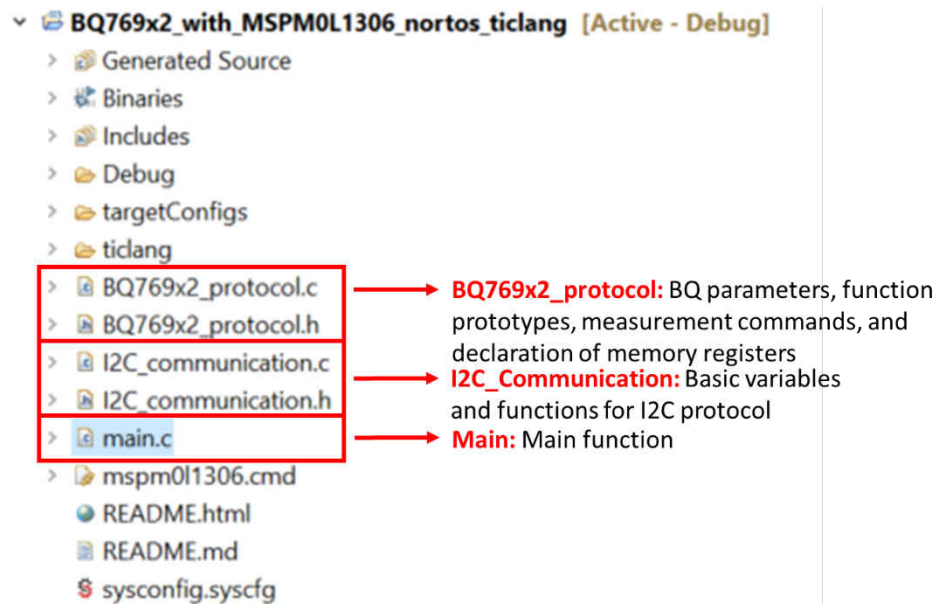 BQ769x2_with_MSPM0L1306_nortos_ticlang [Active - Debug]
Generated Source
Binaries
Includes
Debug
targetConfigs
ticlang
BQ769x2_protocol.c
BQ769x2_protocol.h
I2C_communication.c
I2C_communication.h
main.c
mspm0l1306.cmd
README.html
README.md
sysconfig.syscfg
BQ769x2_protocol: BQ parameters, function
prototypes, measurement commands, and
declaration of memory registers
I2C_Communication: Basic variables
and functions for I2C protocol
Main: Main function